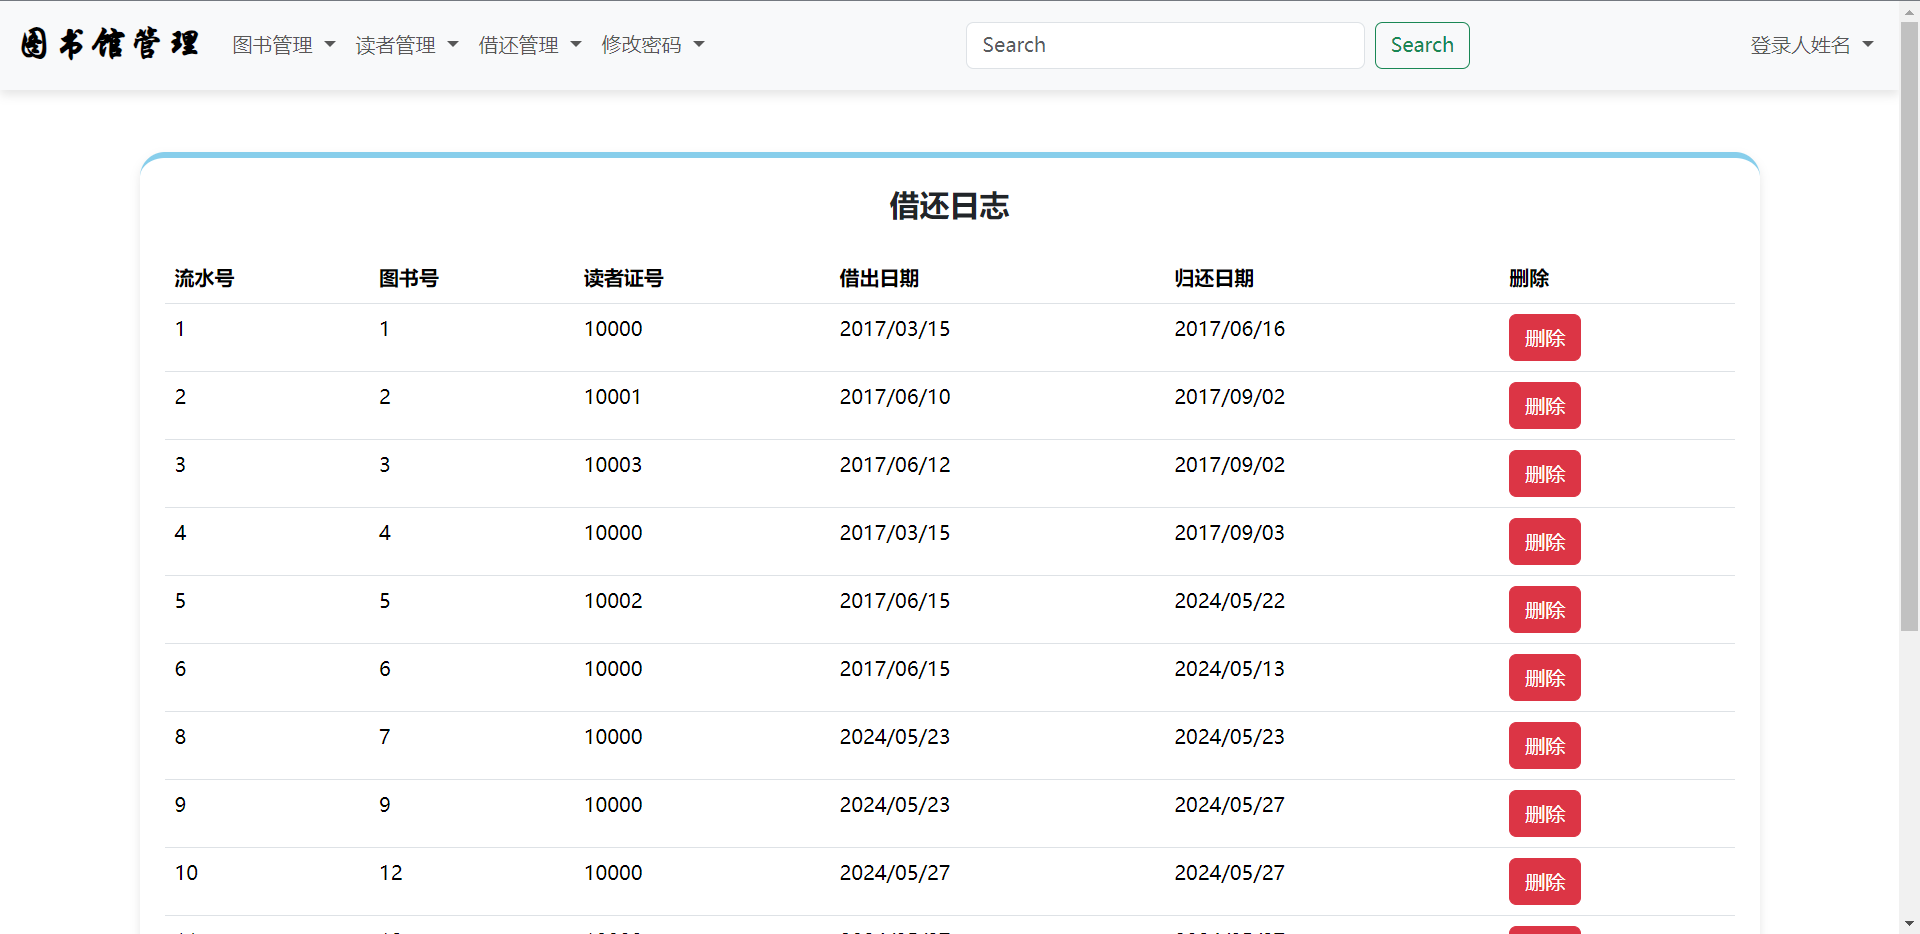 图书馆管理 图书管理 读者管理 借还管理 修改密码 Search Search 登录人姓名
借还日志
流水号 图书号 读者证号 借出日期 归还日期 删除
1 1 10000 2017/03/15 2017/06/16 删除
2 2 10001 2017/06/10 2017/09/02 删除
3 3 10003 2017/06/12 2017/09/02 删除
4 4 10000 2017/03/15 2017/09/03 删除
5 5 10002 2017/06/15 2024/05/22 删除
6 6 10000 2017/06/15 2024/05/13 删除
8 7 10000 2024/05/23 2024/05/23 删除
9 9 10000 2024/05/23 2024/05/27 删除
10 12 10000 2024/05/27 2024/05/27 删除